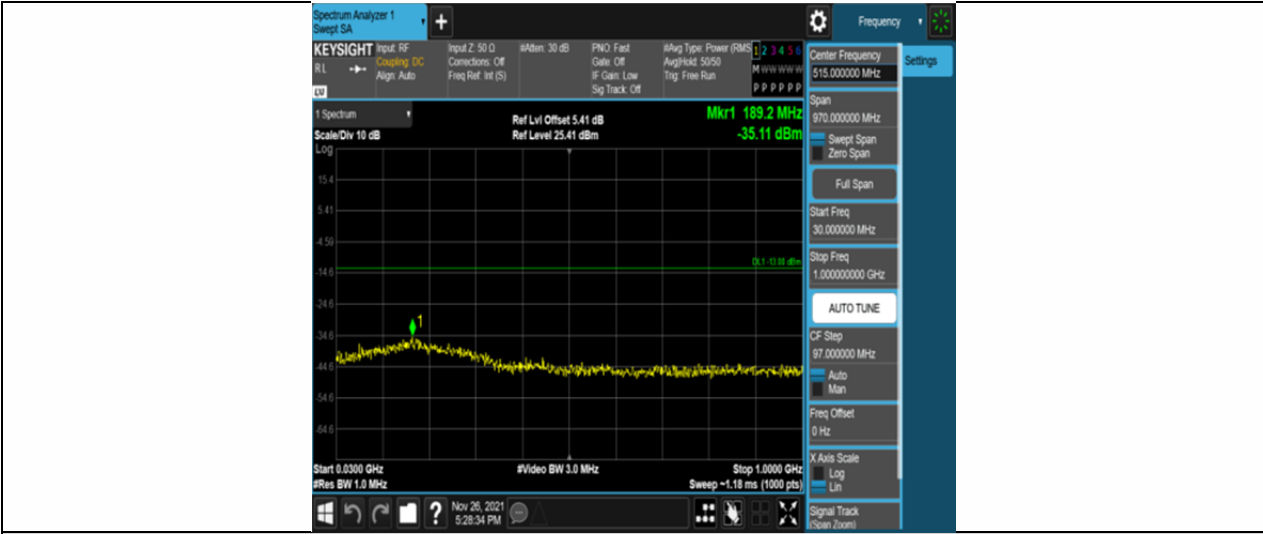 Spectrum Analyzer 1
Swept SA
Frequency
KEYSIGHT
RL
LV
Input: RF
Coupling: DC
Align: Auto
Input Z: 50 Ω
Corrections: Off
Freq Ref: Int (S)
#Atten: 30 dB
PNO: Fast
Gate: Off
IF Gain: Low
Sig Track: Off
#Avg Type: Power (RMS
Avg|Hold: 50/50
Trig: Free Run
1 2 3 4 5 6
M W W W W W
P P P P P P
1 Spectrum
Scale/Div 10 dB
Log
Ref Lvl Offset 5.41 dB
Ref Level 25.41 dBm
Mkr1 189.2 MHz
-35.11 dBm
15.4
5.41
-4.59
DL1 -13.00 dBm
-14.6
-24.6
1
-34.6
-44.6
-54.6
-64.6
Start 0.0300 GHz
#Res BW 1.0 MHz
#Video BW 3.0 MHz
Stop 1.0000 GHz
Sweep ~1.18 ms (1000 pts)
Nov 26, 2021
5:28:34 PM
Center Frequency
515.000000 MHz
Settings
Span
970.000000 MHz
Swept Span
Zero Span
Full Span
Start Freq
30.000000 MHz
Stop Freq
1.000000000 GHz
AUTO TUNE
CF Step
97.000000 MHz
Auto
Man
Freq Offset
0 Hz
X Axis Scale
Log
Lin
Signal Track
(Span Zoom)